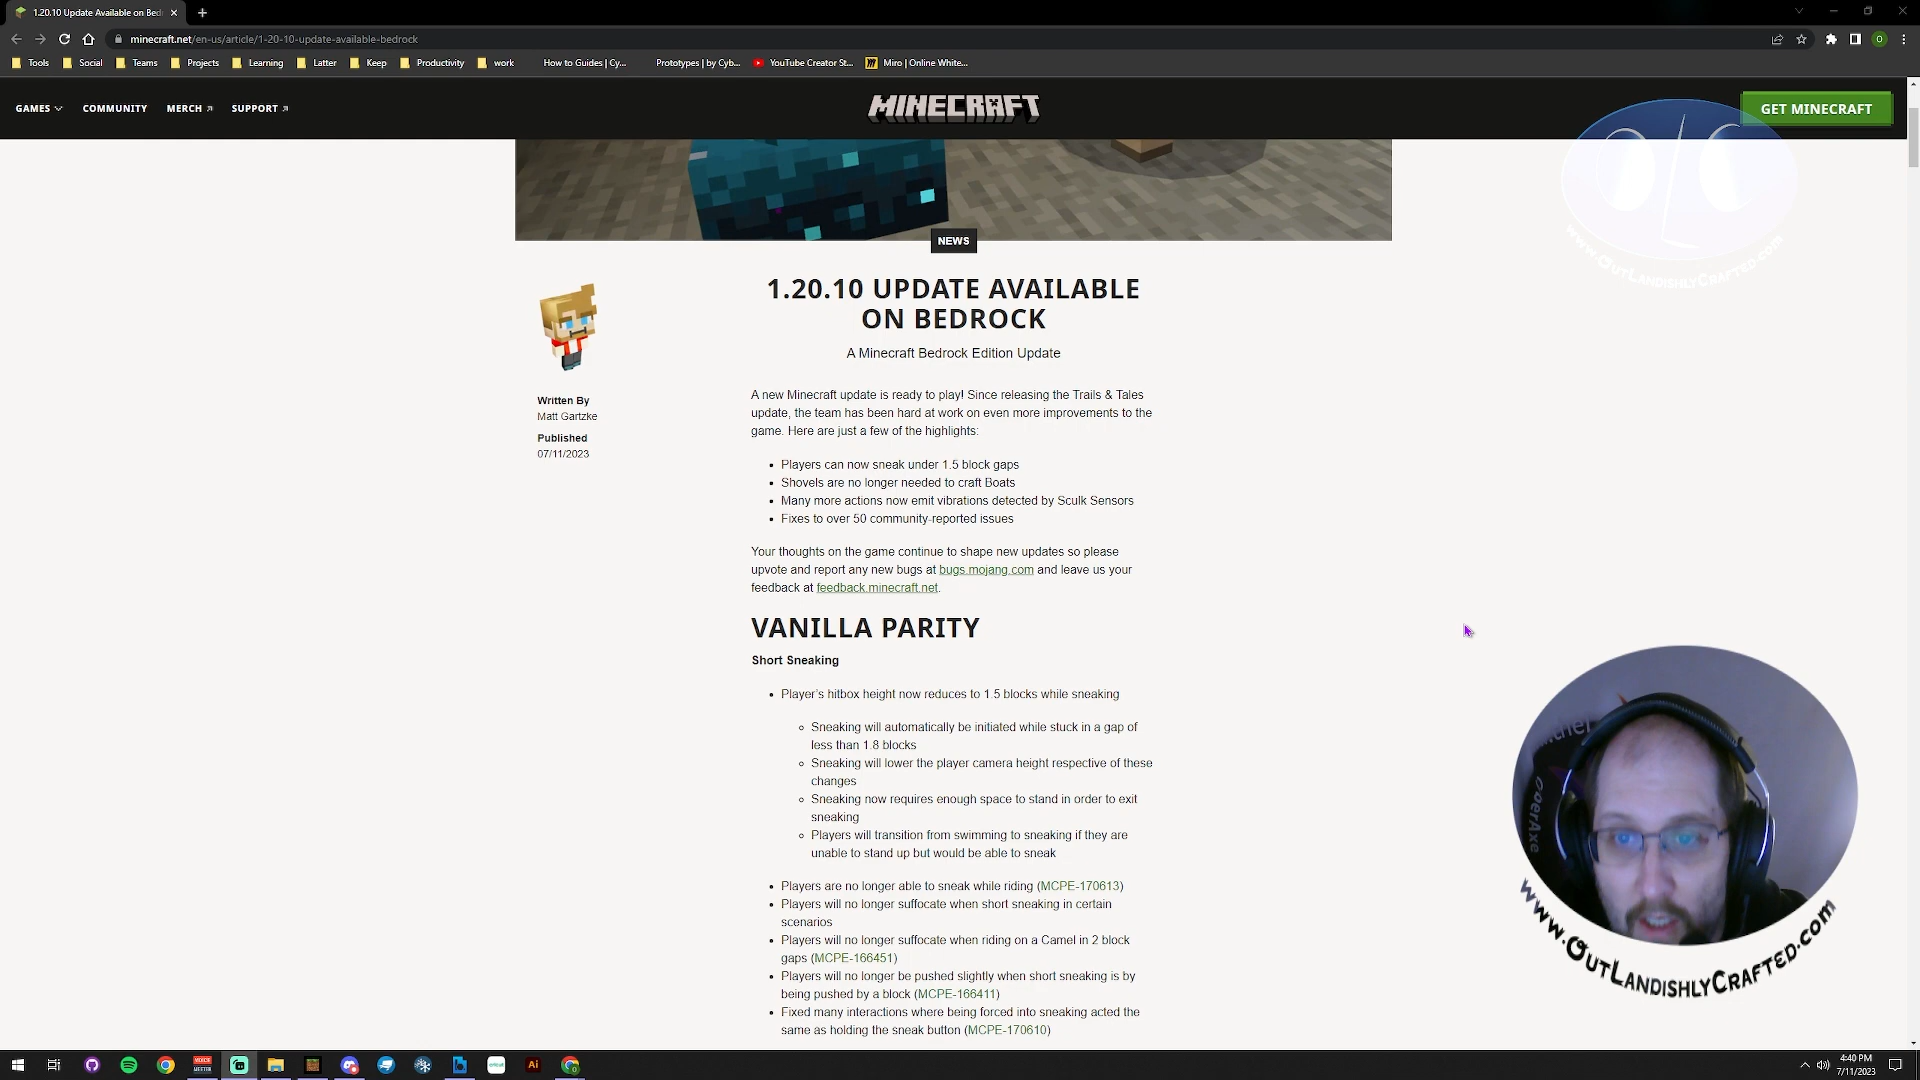 1.20.10 Update Available on Bed
minecraft.net/en-us/article/1-20-10-update-available-bedrock
O
Tools Social Teams Projects Learning Latter Keep Productivity work How to Guides | Cy... Prototypes | by Cyb... YouTube Creator St... Miro | Online White...
GAMES COMMUNITY MERCH SUPPORT MINECRAFT GET MINECRAFT
www.OutLandishlyCrafted.com
NEWS
1.20.10 UPDATE AVAILABLE
ON BEDROCK
A Minecraft Bedrock Edition Update
Written By
Matt Gartzke
Published
07/11/2023
A new Minecraft update is ready to play! Since releasing the Trails & Tales
update, the team has been hard at work on even more improvements to the
game. Here are just a few of the highlights:
• Players can now sneak under 1.5 block gaps
• Shovels are no longer needed to craft Boats
• Many more actions now emit vibrations detected by Sculk Sensors
• Fixes to over 50 community-reported issues
Your thoughts on the game continue to shape new updates so please
upvote and report any new bugs at bugs.mojang.com and leave us your
feedback at feedback.minecraft.net.
VANILLA PARITY
Short Sneaking
• Player's hitbox height now reduces to 1.5 blocks while sneaking
○ Sneaking will automatically be initiated while stuck in a gap of
less than 1.8 blocks
○ Sneaking will lower the player camera height respective of these
changes
○ Sneaking now requires enough space to stand in order to exit
sneaking
○ Players will transition from swimming to sneaking if they are
unable to stand up but would be able to sneak
• Players are no longer able to sneak while riding (MCPE-170613)
• Players will no longer suffocate when short sneaking in certain
scenarios
• Players will no longer suffocate when riding on a Camel in 2 block
gaps (MCPE-166451)
• Players will no longer be pushed slightly when short sneaking is by
being pushed by a block (MCPE-166411)
• Fixed many interactions where being forced into sneaking acted the
same as holding the sneak button (MCPE-170610)
www.OutLandishlyCrafted.com
Ai
4:40 PM
7/11/2023